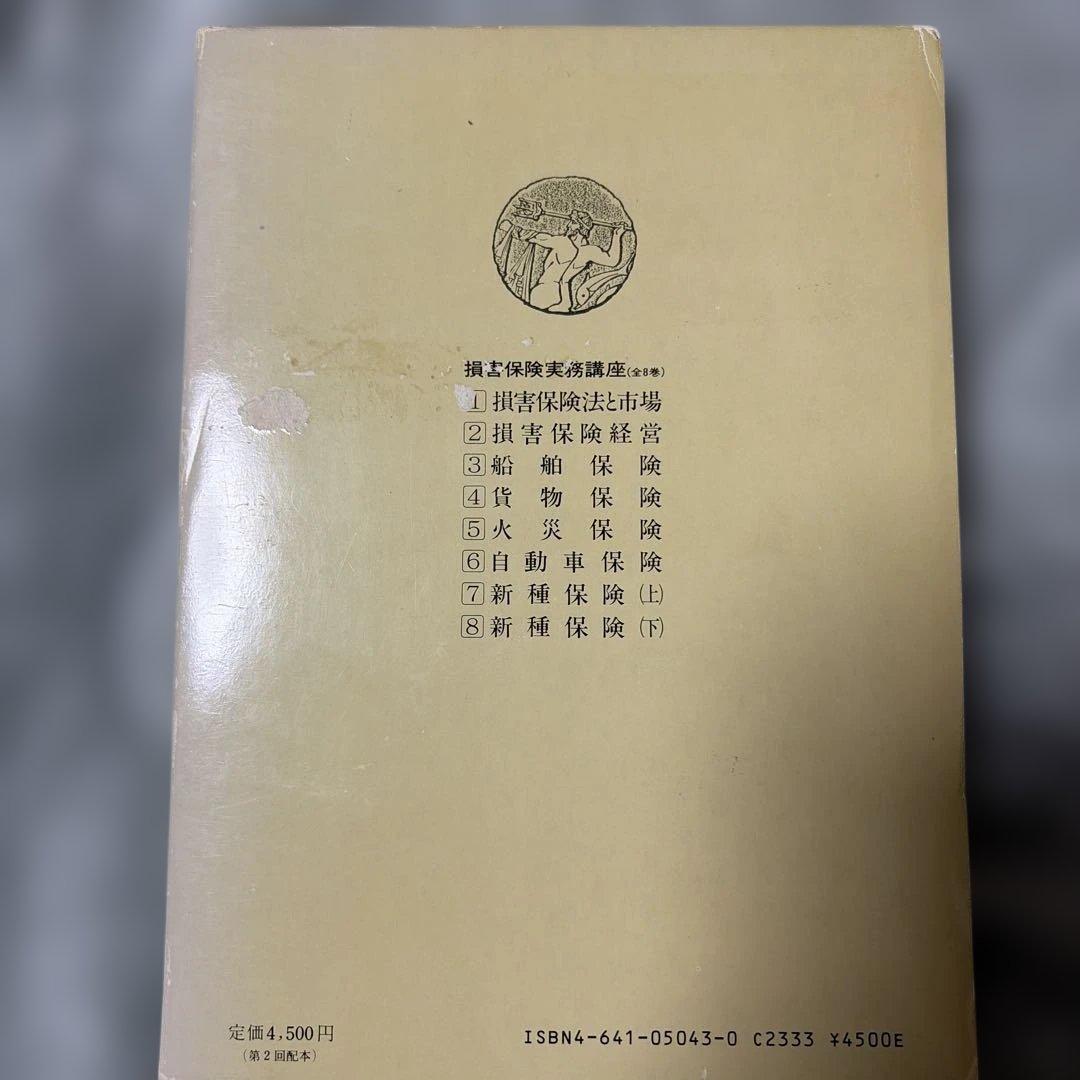 損害保険実務講座(全8巻)
1 損害保険法と市場
2 損害保険経営
3 船舶保険
4 貨物保険
5 火災保険
6 自動車保険
7 新種保険(上)
8 新種保険(下)
定価4,500円
(第2回配本)
ISBN4-641-05043-0 C2333 ¥4500E